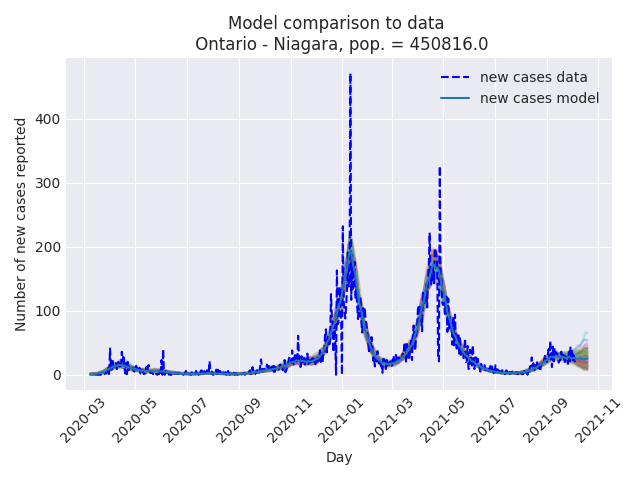 Model comparison to data
Ontario - Niagara, pop. = 450816.0
new cases data
new cases model
Number of new cases reported
400
300
200
100
0
2020-03
2020-05
2020-07
2020-09
2020-11
2021-01
2021-03
2021-05
2021-07
2021-09
2021-11
Day